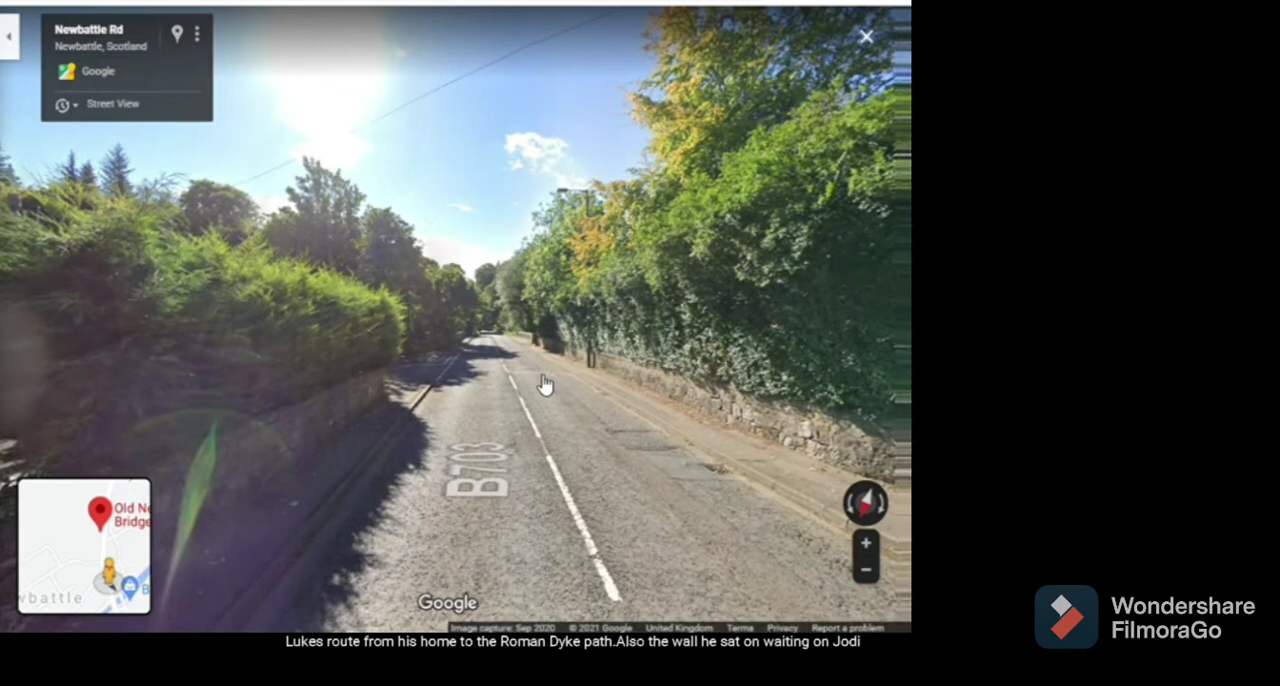 Newbattle Rd
Newbattle, Scotland
Google
Street View
B703
Old Ne
Bridge
wbattle
B
Google
Image capture: Sep 2020 © 2021 Google United Kingdom Terms Privacy Report a problem
Lukes route from his home to the Roman Dyke path.Also the wall he sat on waiting on Jodi
Wondershare
FilmoraGo